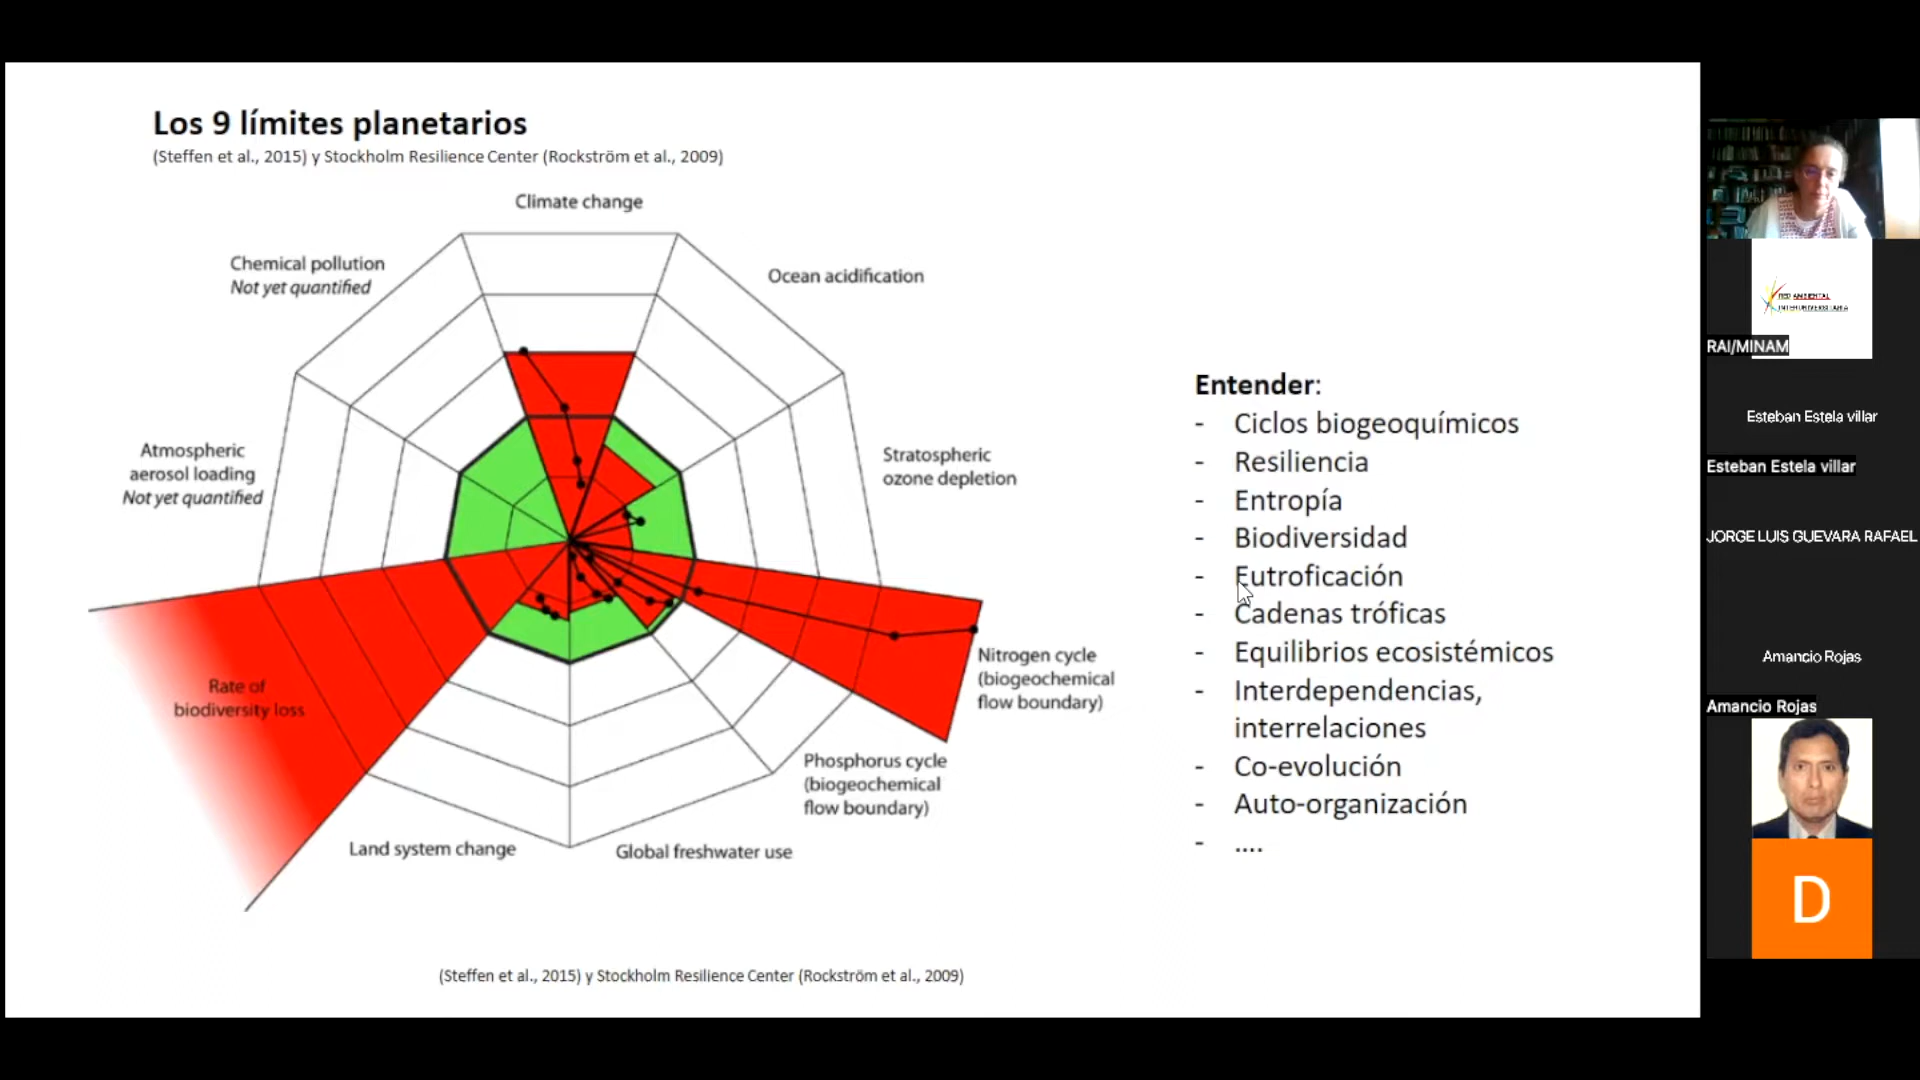 Los 9 límites planetarios
(Steffen et al., 2015) y Stockholm Resilience Center (Rockström et al., 2009)
Climate change
Chemical pollution
Not yet quantified
Ocean acidification
Atmospheric
aerosol loading
Not yet quantified
Stratospheric
ozone depletion
Rate of
biodiversity loss
Nitrogen cycle
(biogeochemical
flow boundary)
Phosphorus cycle
(biogeochemical
flow boundary)
Land system change
Global freshwater use
(Steffen et al., 2015) y Stockholm Resilience Center (Rockström et al., 2009)
Entender:
- Ciclos biogeoquímicos
- Resiliencia
- Entropía
- Biodiversidad
- Eutroficación
- Cadenas tróficas
- Equilibrios ecosistémicos
- Interdependencias,
interrelaciones
- Co-evolución
- Auto-organización
- ....
RED AMBIENTAL
INTERUNIVERSITARIA
RAI/MINAM
Esteban Estela villar
Esteban Estela villar
JORGE LUIS GUEVARA RAFAEL
Amancio Rojas
Amancio Rojas
D